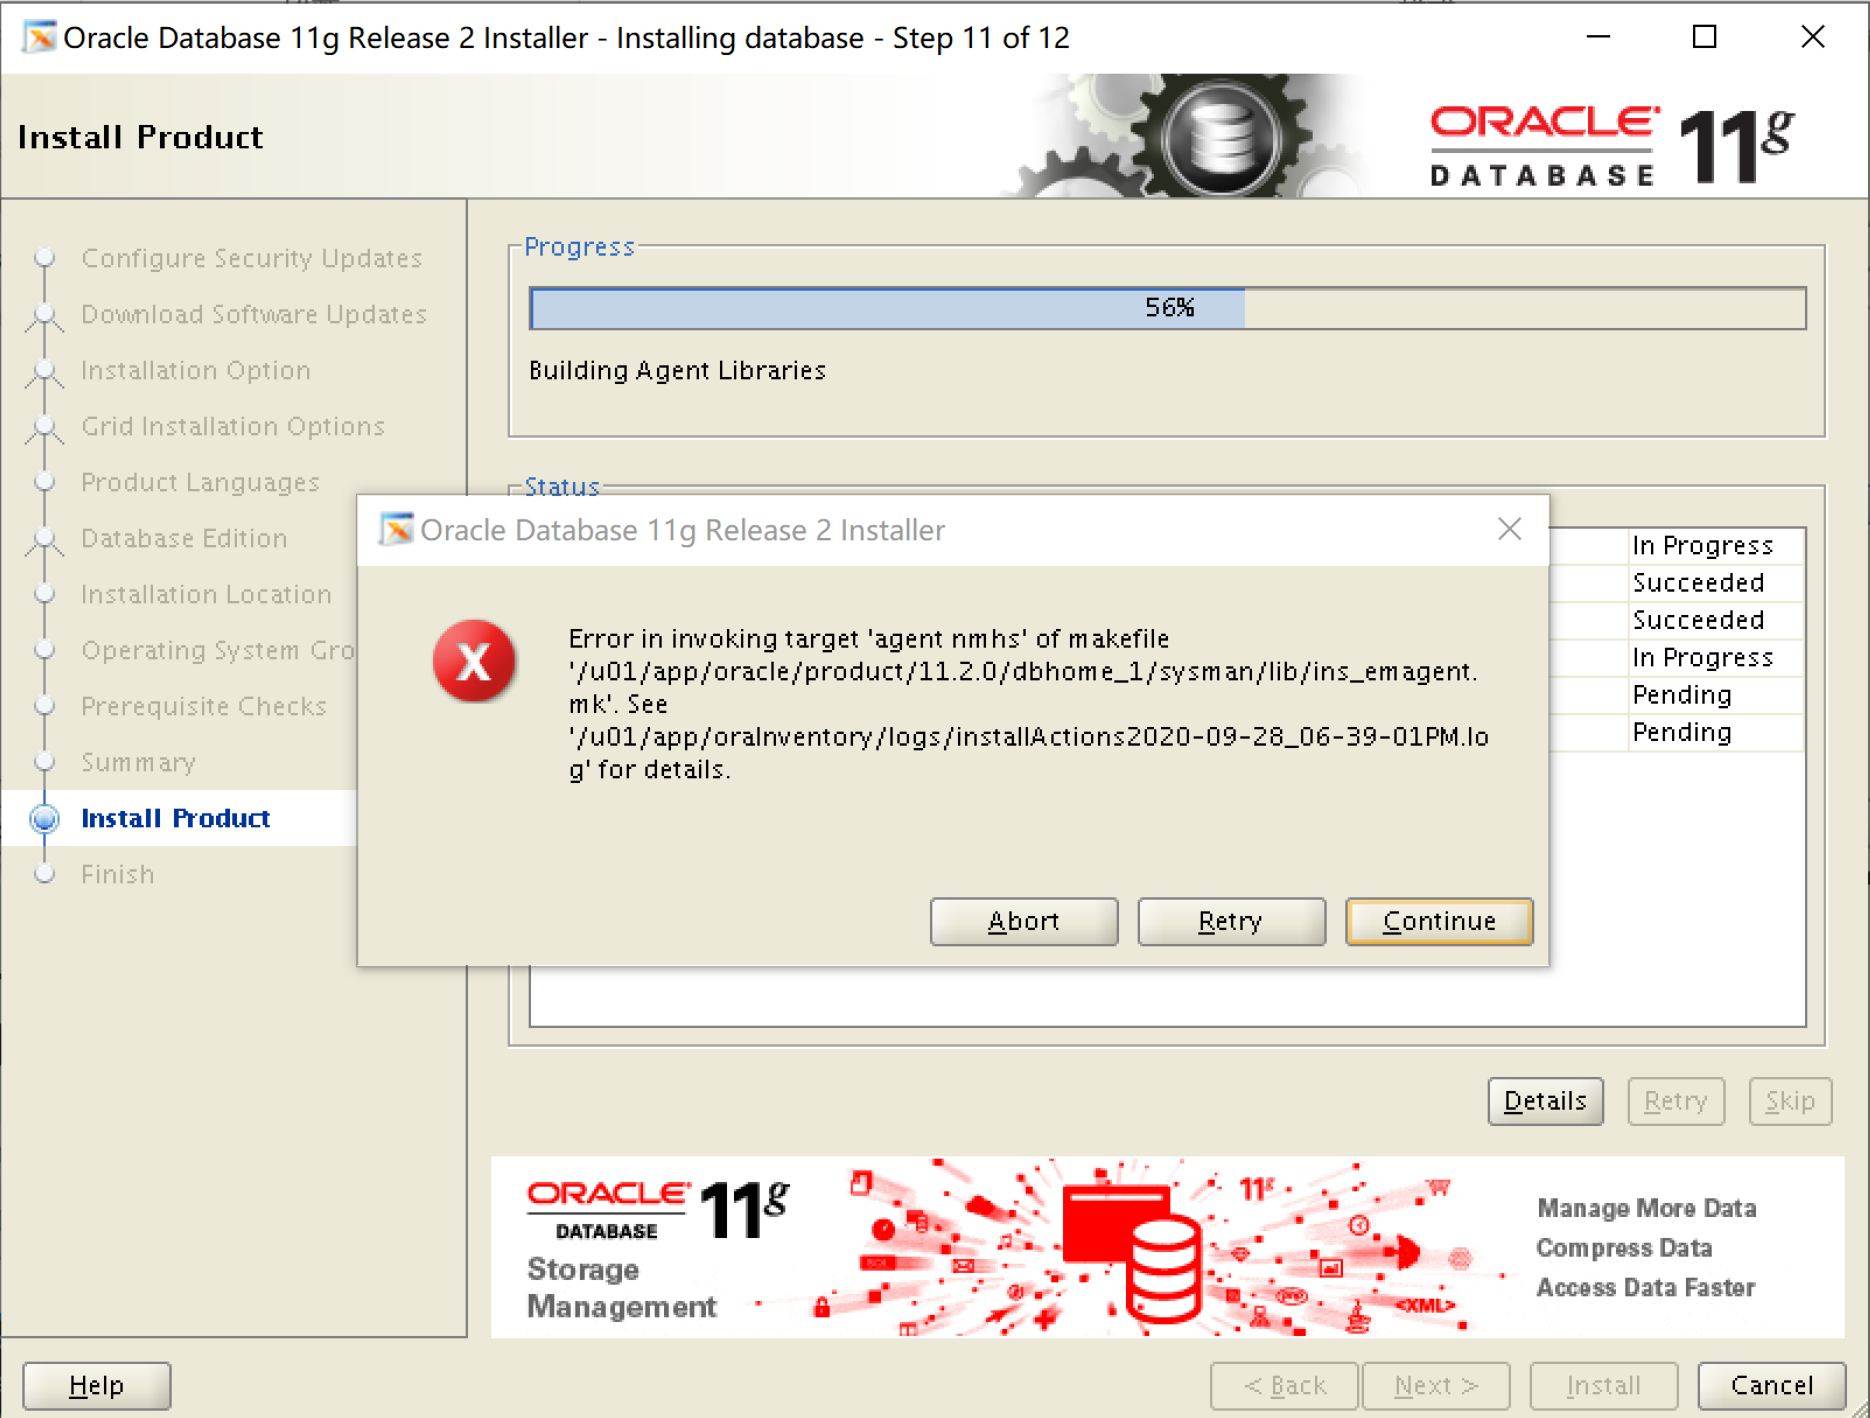 Oracle Database 11g Release 2 Installer - Installing database - Step 11 of 12
Install Product
ORACLE
DATABASE
11g
Configure Security Updates
Download Software Updates
Installation Option
Grid Installation Options
Product Languages
Database Edition
Installation Location
Operating System Gro
Prerequisite Checks
Summary
Install Product
Finish
Progress
56%
Building Agent Libraries
Status
In Progress
Succeeded
Succeeded
In Progress
Pending
Pending
Oracle Database 11g Release 2 Installer
Error in invoking target 'agent nmhs' of makefile
'/u01/app/oracle/product/11.2.0/dbhome_1/sysman/lib/ins_emagent.
mk'. See
'/u01/app/oraInventory/logs/installActions2020-09-28_06-39-01PM.lo
g' for details.
Abort
Retry
Continue
Details
Retry
Skip
ORACLE
DATABASE
11g
Storage
Management
11g
<XML>
Manage More Data
Compress Data
Access Data Faster
Help
< Back
Next >
Install
Cancel